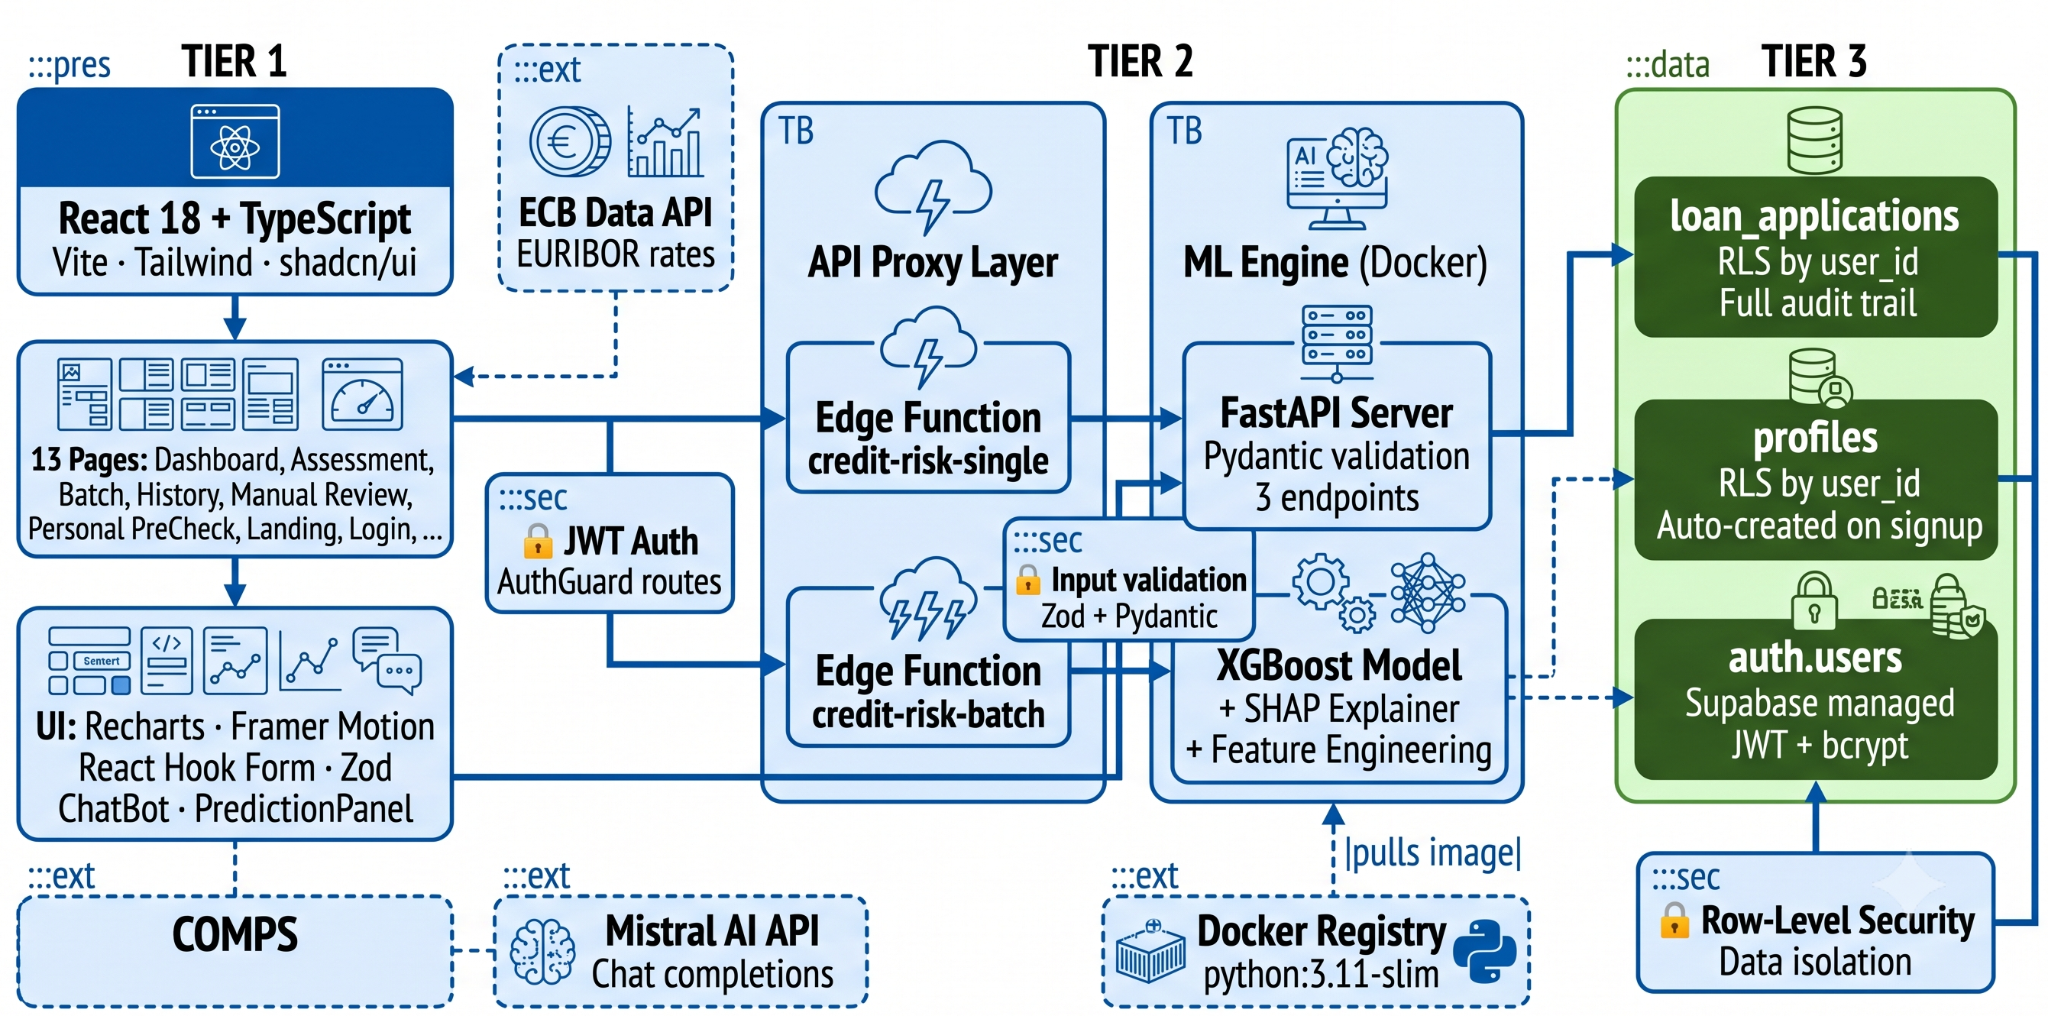 :::pres
TIER 1
React 18 + TypeScript
Vite · Tailwind · shadcn/ui
13 Pages: Dashboard, Assessment,
Batch, History, Manual Review,
Personal PreCheck, Landing, Login, ...
</>
Sentert
UI: Recharts · Framer Motion
React Hook Form · Zod
ChatBot · PredictionPanel
:::ext
COMPS
:::ext
ECB Data API
EURIBOR rates
:::sec
JWT Auth
AuthGuard routes
:::ext
Mistral AI API
Chat completions
TIER 2
TB
API Proxy Layer
Edge Function
credit-risk-single
Edge Function
credit-risk-batch
:::sec
Input validation
Zod + Pydantic
TB
AI
ML Engine (Docker)
FastAPI Server
Pydantic validation
3 endpoints
XGBoost Model
+ SHAP Explainer
+ Feature Engineering
|pulls image|
:::ext
Docker Registry
python:3.11-slim
:::data
TIER 3
loan_applications
RLS by user_id
Full audit trail
profiles
RLS by user_id
Auto-created on signup
auth.users
Supabase managed
JWT + bcrypt
:::sec
Row-Level Security
Data isolation